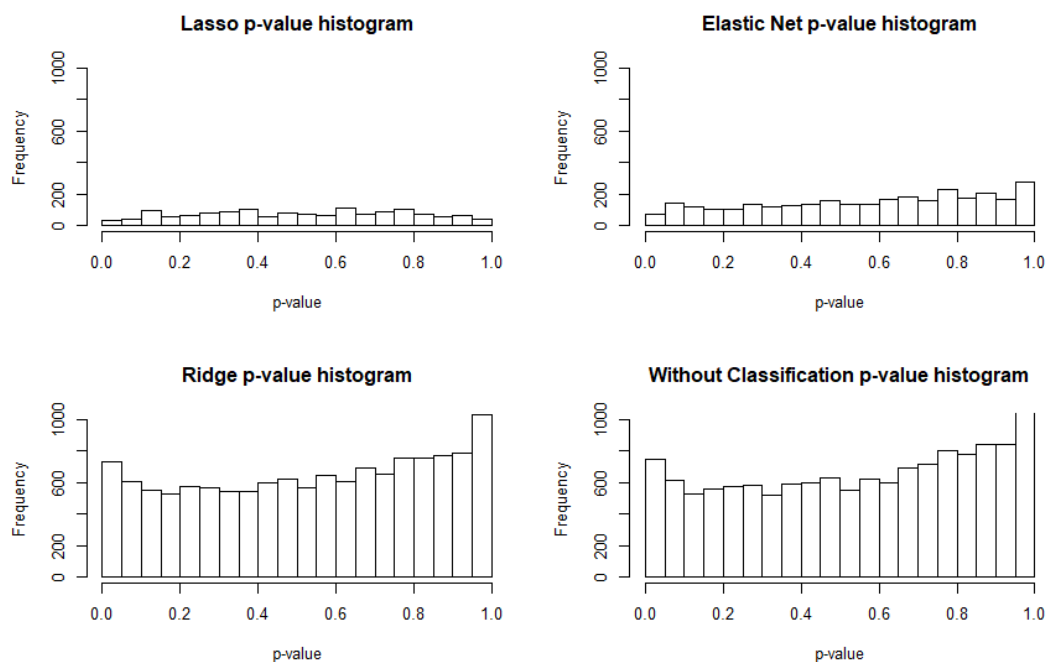 Lasso p-value histogram
Frequency
1000
600
200
0
0.0 0.2 0.4 0.6 0.8 1.0
p-value
Elastic Net p-value histogram
Frequency
1000
600
200
0
0.0 0.2 0.4 0.6 0.8 1.0
p-value
Ridge p-value histogram
Frequency
1000
600
200
0
0.0 0.2 0.4 0.6 0.8 1.0
p-value
Without Classification p-value histogram
Frequency
1000
600
200
0
0.0 0.2 0.4 0.6 0.8 1.0
p-value